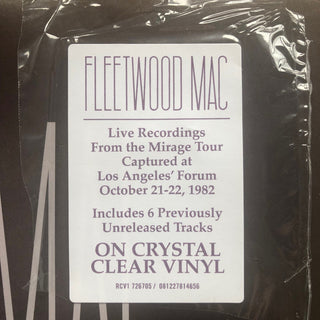 FLEETWOOD MAC
Live Recordings
From the Mirage Tour
Captured at
Los Angeles' Forum
October 21-22, 1982
Includes 6 Previously
Unreleased Tracks
ON CRYSTAL
CLEAR VINYL
RCV1 726705 / 081227814656